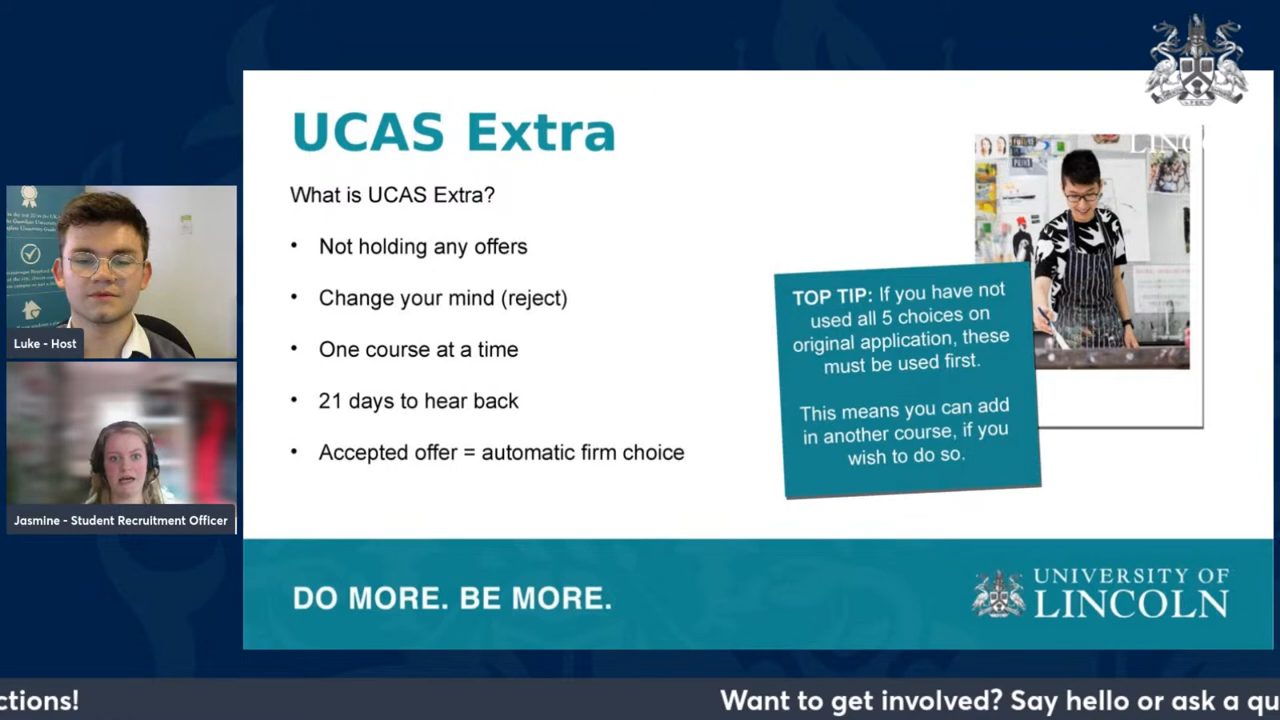 UCAS Extra
What is UCAS Extra?
• Not holding any offers
• Change your mind (reject)
• One course at a time
• 21 days to hear back
• Accepted offer = automatic firm choice
TOP TIP: If you have not
used all 5 choices on
original application, these
must be used first.
This means you can add
in another course, if you
wish to do so.
Luke - Host
Jasmine - Student Recruitment Officer
DO MORE. BE MORE.
UNIVERSITY OF
LINCOLN
ctions!
Want to get involved? Say hello or ask a qu